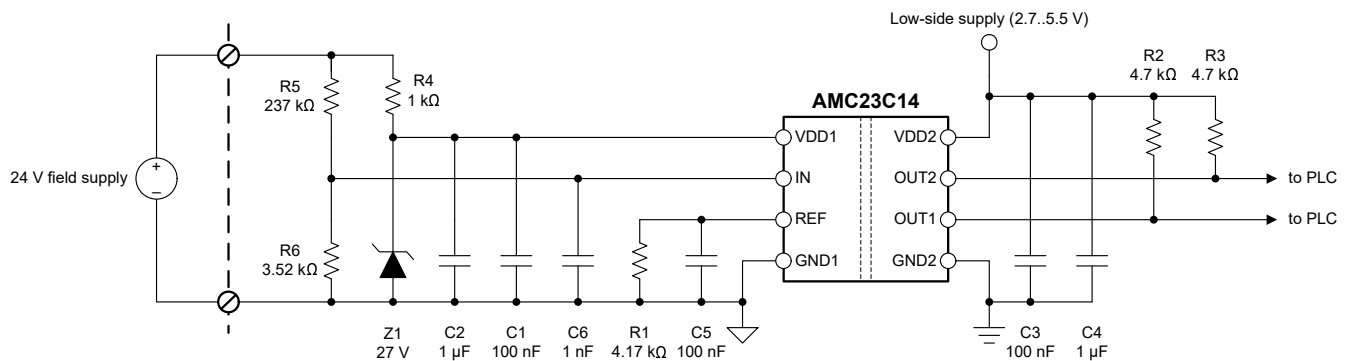 Low-side supply (2.7..5.5 V)
R5
237 kΩ
R4
1 kΩ
R2
4.7 kΩ
R3
4.7 kΩ
AMC23C14
VDD1
VDD2
24 V field supply
+
–
IN
OUT2
to PLC
REF
OUT1
to PLC
R6
3.52 kΩ
GND1
GND2
Z1
27 V
C2
1 µF
C1
100 nF
C6
1 nF
R1
4.17 kΩ
C5
100 nF
C3
100 nF
C4
1 µF